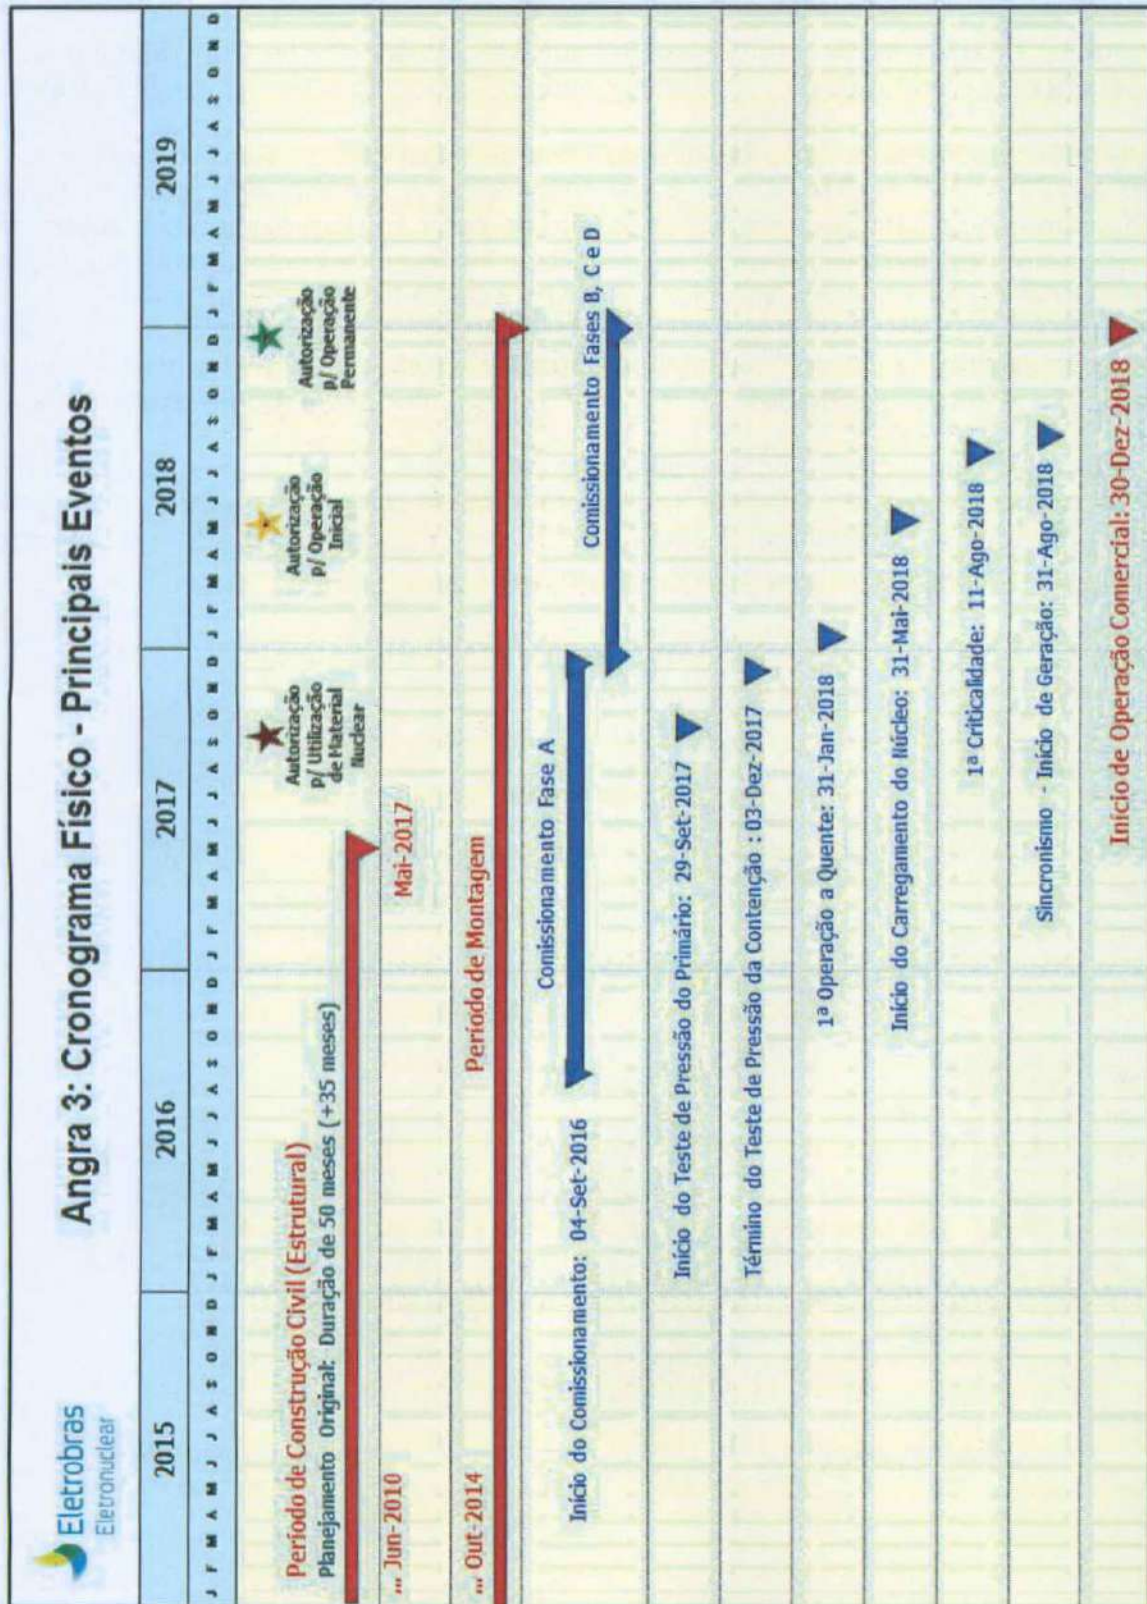 Eletrobras
Eletronuclear
Angra 3: Cronograma Físico - Principais Eventos
2015 2016 2017 2018 2019
J F M A M J J A S O N D J F M A M J J A S O N D J F M A M J J A S O N D J F M A M J J A S O N D J F M A M J J A S O N D
Período de Construção Civil (Estrutural)
Planejamento Original: Duração de 50 meses (+35 meses)
Autorização
p/ Utilização
de Material
Nuclear
Autorização
p/ Operação
Inicial
Autorização
p/ Operação
Permanente
... Jun-2010
Mai-2017
... Out-2014
Período de Montagem
Comissionamento Fase A
Início do Comissionamento: 04-Set-2016
Comissionamento Fases B, C e D
Início do Teste de Pressão do Primário: 29-Set-2017
Término do Teste de Pressão da Contenção : 03-Dez-2017
1ª Operação a Quente: 31-Jan-2018
Início do Carregamento do Núcleo: 31-Mai-2018
1ª Criticalidade: 11-Ago-2018
Sincronismo - Início de Geração: 31-Ago-2018
Início de Operação Comercial: 30-Dez-2018